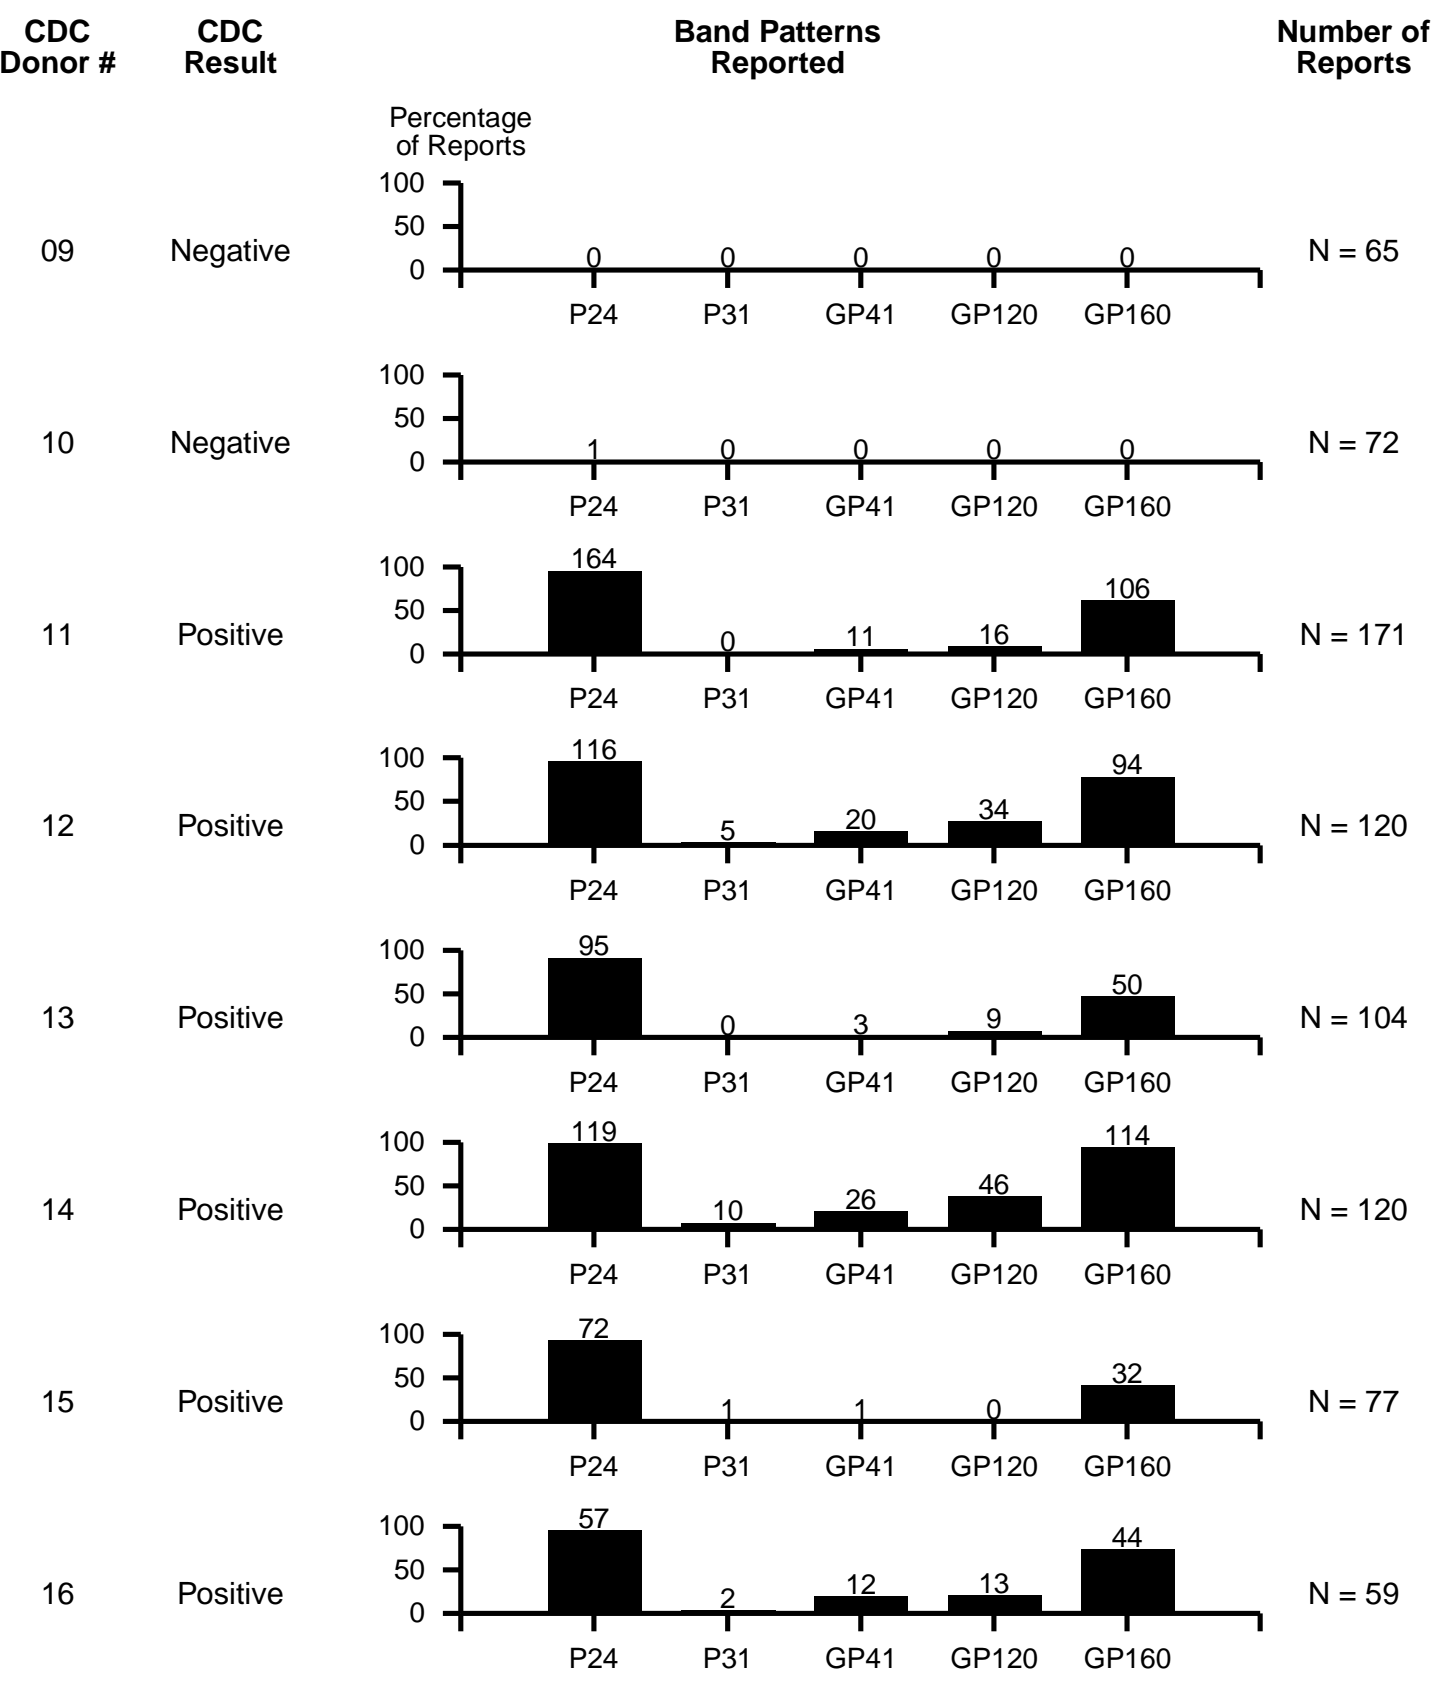 CDC Donor # CDC Result Band Patterns Reported Number of Reports
Percentage
of Reports
100
50
0
09 Negative 0 0 0 0 0 N = 65
P24 P31 GP41 GP120 GP160
100
50
0
10 Negative 1 0 0 0 0 N = 72
P24 P31 GP41 GP120 GP160
100
50
0
11 Positive 164 0 11 16 106 N = 171
P24 P31 GP41 GP120 GP160
100
50
0
12 Positive 116 5 20 34 94 N = 120
P24 P31 GP41 GP120 GP160
100
50
0
13 Positive 95 0 3 9 50 N = 104
P24 P31 GP41 GP120 GP160
100
50
0
14 Positive 119 10 26 46 114 N = 120
P24 P31 GP41 GP120 GP160
100
50
0
15 Positive 72 1 1 0 32 N = 77
P24 P31 GP41 GP120 GP160
100
50
0
16 Positive 57 2 12 13 44 N = 59
P24 P31 GP41 GP120 GP160